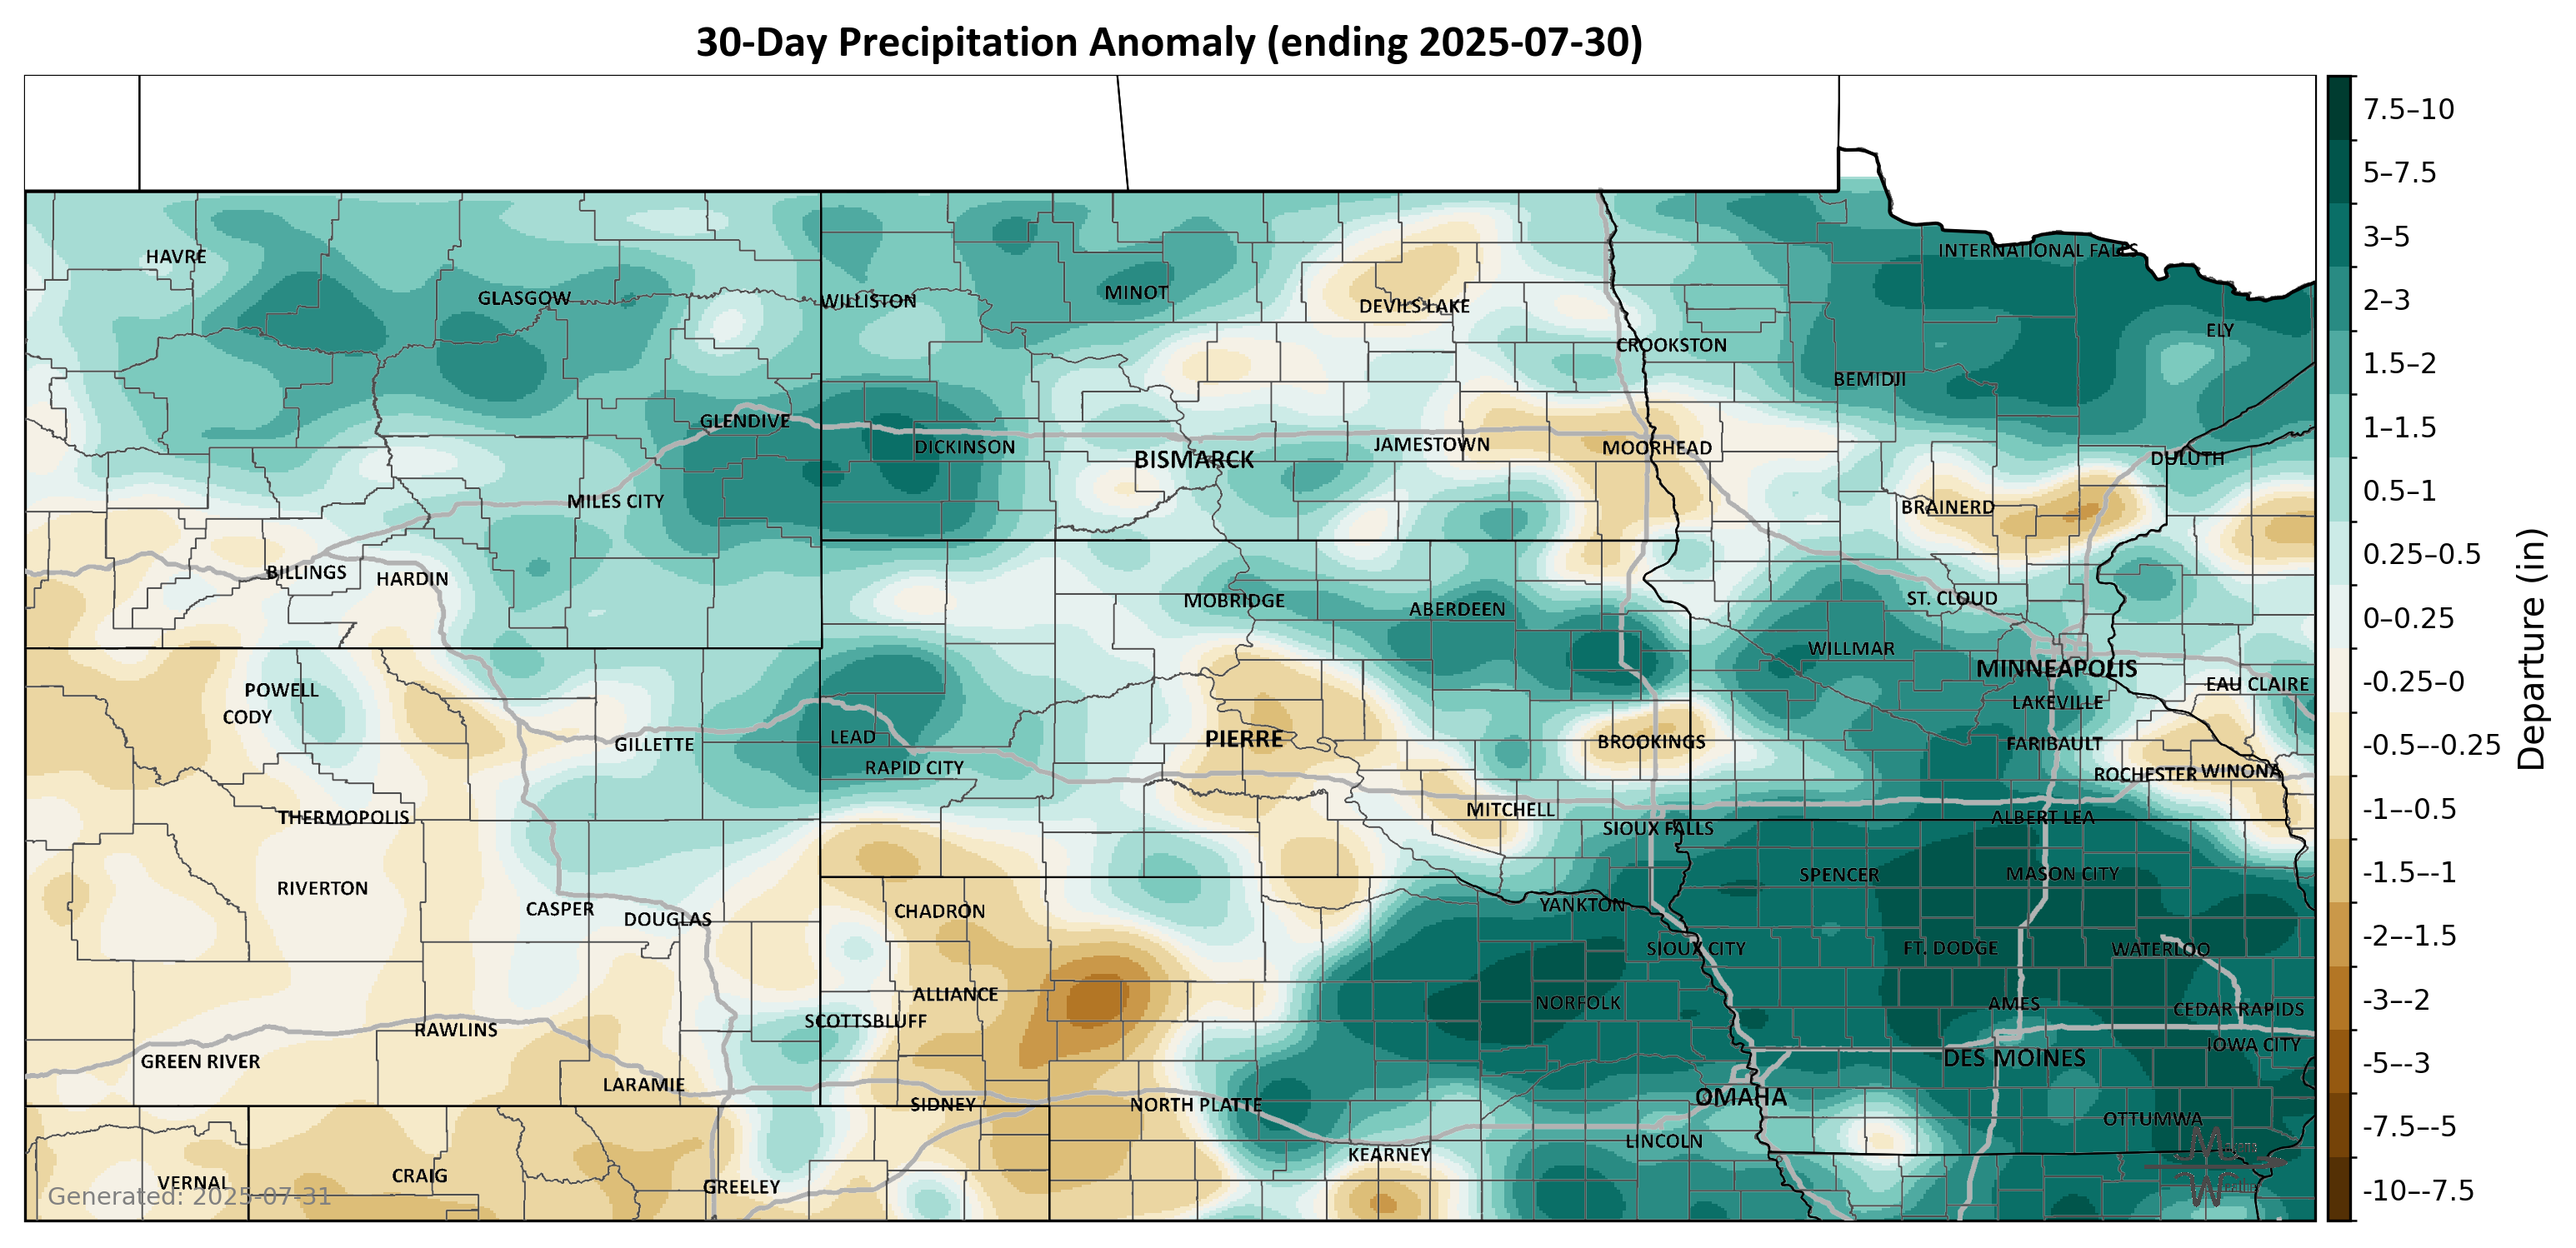 30-Day Precipitation Anomaly (ending 2025-07-30)
7.5–10
5–7.5
3–5
2–3
1.5–2
1–1.5
0.5–1
0.25–0.5
0–0.25
-0.25–0
-0.5–-0.25
-1–-0.5
-1.5–-1
-2–-1.5
-3–-2
-5–-3
-7.5–-5
-10–-7.5
Departure (in)
HAVRE
INTERNATIONAL FALLS
GLASGOW
WILLISTON
MINOT
DEVILS LAKE
ELY
CROOKSTON
BEMIDJI
GLENDIVE
DICKINSON
BISMARCK
JAMESTOWN
MOORHEAD
DULUTH
MILES CITY
BRAINERD
BILLINGS
HARDIN
MOBRIDGE
ABERDEEN
ST. CLOUD
WILLMAR
MINNEAPOLIS
POWELL
EAU CLAIRE
CODY
LAKEVILLE
GILLETTE
LEAD
PIERRE
BROOKINGS
FARIBAULT
RAPID CITY
ROCHESTER
WINONA
THERMOPOLIS
MITCHELL
ALBERT LEA
SIOUX FALLS
SPENCER
MASON CITY
RIVERTON
CASPER
DOUGLAS
CHADRON
YANKTON
SIOUX CITY
FT. DODGE
WATERLOO
ALLIANCE
NORFOLK
AMES
CEDAR RAPIDS
SCOTTSBLUFF
RAWLINS
IOWA CITY
GREEN RIVER
DES MOINES
LARAMIE
SIDNEY
NORTH PLATTE
OMAHA
OTTUMWA
LINCOLN
KEARNEY
VERNAL
CRAIG
GREELEY
Generated: 2025-07-31